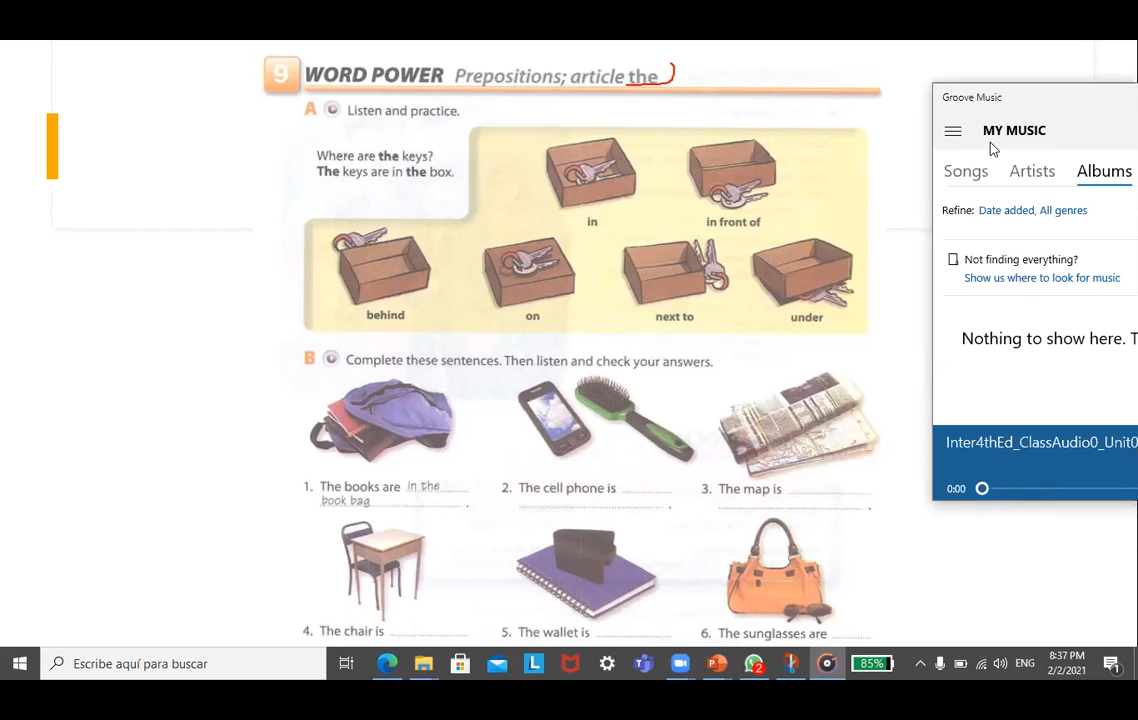 9 WORD POWER Prepositions; article the
A Listen and practice.
Where are the keys?
The keys are in the box.
in
in front of
behind
on
next to
under
B Complete these sentences. Then listen and check your answers.
1. The books are in the
book bag.
2. The cell phone is
3. The map is
4. The chair is
5. The wallet is
6. The sunglasses are
Groove Music
MY MUSIC
Songs Artists Albums
Refine: Date added, All genres
Not finding everything?
Show us where to look for music
Nothing to show here. T
Inter4thEd_ClassAudio0_Unit0
0:00
Escribe aquí para buscar
2
85%
ENG
8:37 PM
2/2/2021
1